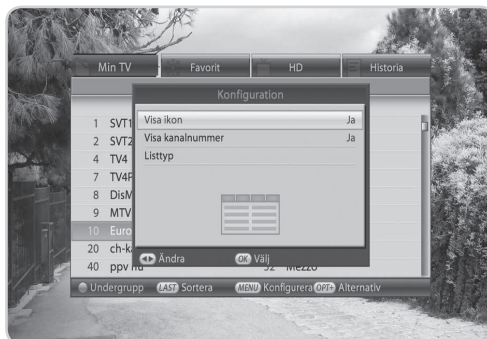 Min TV Favorit HD Historia
Konfiguration
Visa ikon Ja
Visa kanalnummer Ja
Listtyp
1 SVT1
2 SVT2
4 TV4
7 TV4F
8 DisM
9 MTV
10 Euro
20 ch-k
40 ppv
Mezzo
Ändra OK Välj
Undergrupp LAST Sortera MENU Konfigurera OPT+ Alternativ